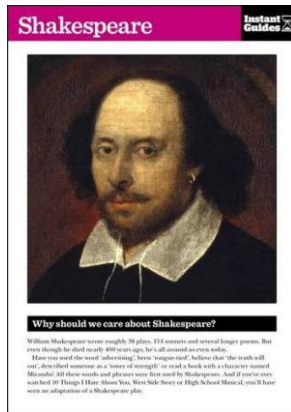 Shakespeare
Instant
Guides
Why should we care about Shakespeare?
William Shakespeare wrote roughly 38 plays, 154 sonnets and several longer poems. But
even though he died nearly 400 years ago, he's all around us even today.
Have you used the word 'advertising', been 'tongue-tied', believe that 'the truth will
out', described someone as a 'tower of strength' or read a book with a character named
Miranda? All these words and phrases were first used by Shakespeare. And if you've ever
watched 10 Things I Hate About You, West Side Story or High School Musical, you'll have
seen an adaptation of a Shakespeare play.